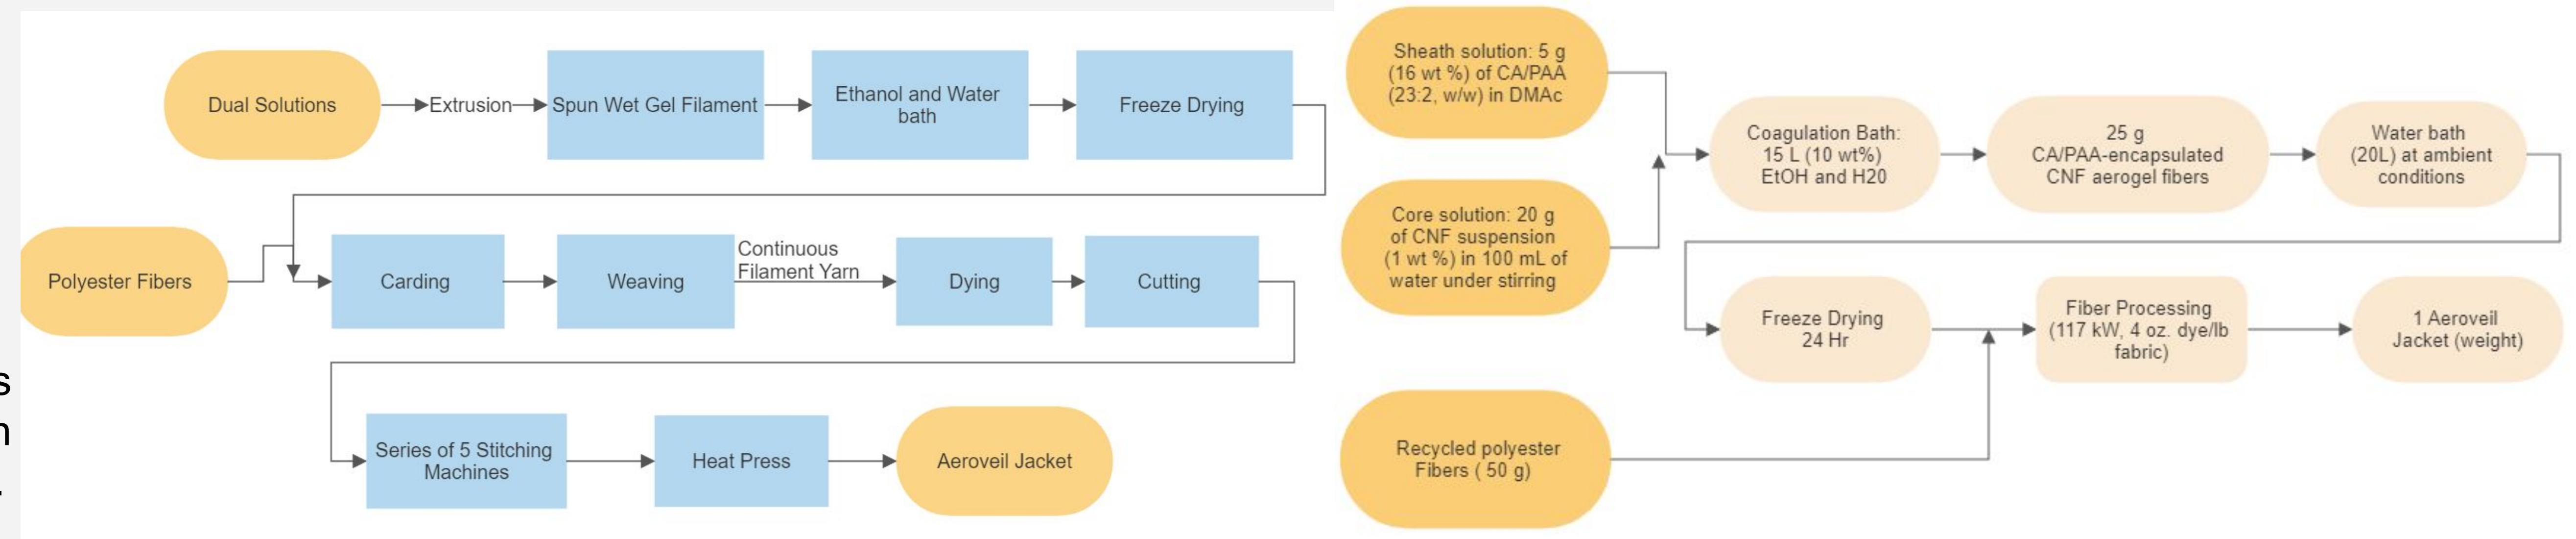 Dual Solutions
Extrusion
Spun Wet Gel Filament
Ethanol and Water
bath
Freeze Drying
Polyester Fibers
Carding
Weaving
Continuous
Filament Yarn
Dying
Cutting
Series of 5 Stitching
Machines
Heat Press
Aeroveil Jacket
s
n
Sheath solution: 5 g
(16 wt %) of CA/PAA
(23:2, w/w) in DMAc
Core solution: 20 g
of CNF suspension
(1 wt %) in 100 mL of
water under stirring
Coagulation Bath:
15 L (10 wt%)
EtOH and H20
25 g
CA/PAA-encapsulated
CNF aerogel fibers
Water bath
(20L) at ambient
conditions
Freeze Drying
24 Hr
Fiber Processing
(117 kW, 4 oz. dye/lb
fabric)
1 Aeroveil
Jacket (weight)
Recycled polyester
Fibers ( 50 g)